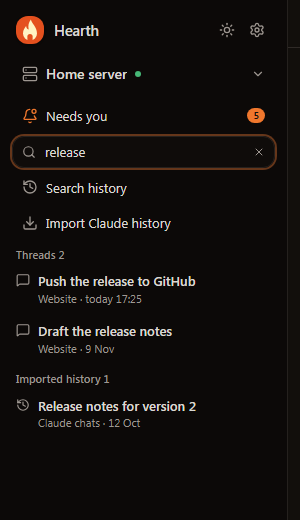 Hearth
Home server
Needs you
5
release
Search history
Import Claude history
Threads 2
Push the release to GitHub
Website · today 17:25
Draft the release notes
Website · 9 Nov
Imported history 1
Release notes for version 2
Claude chats · 12 Oct